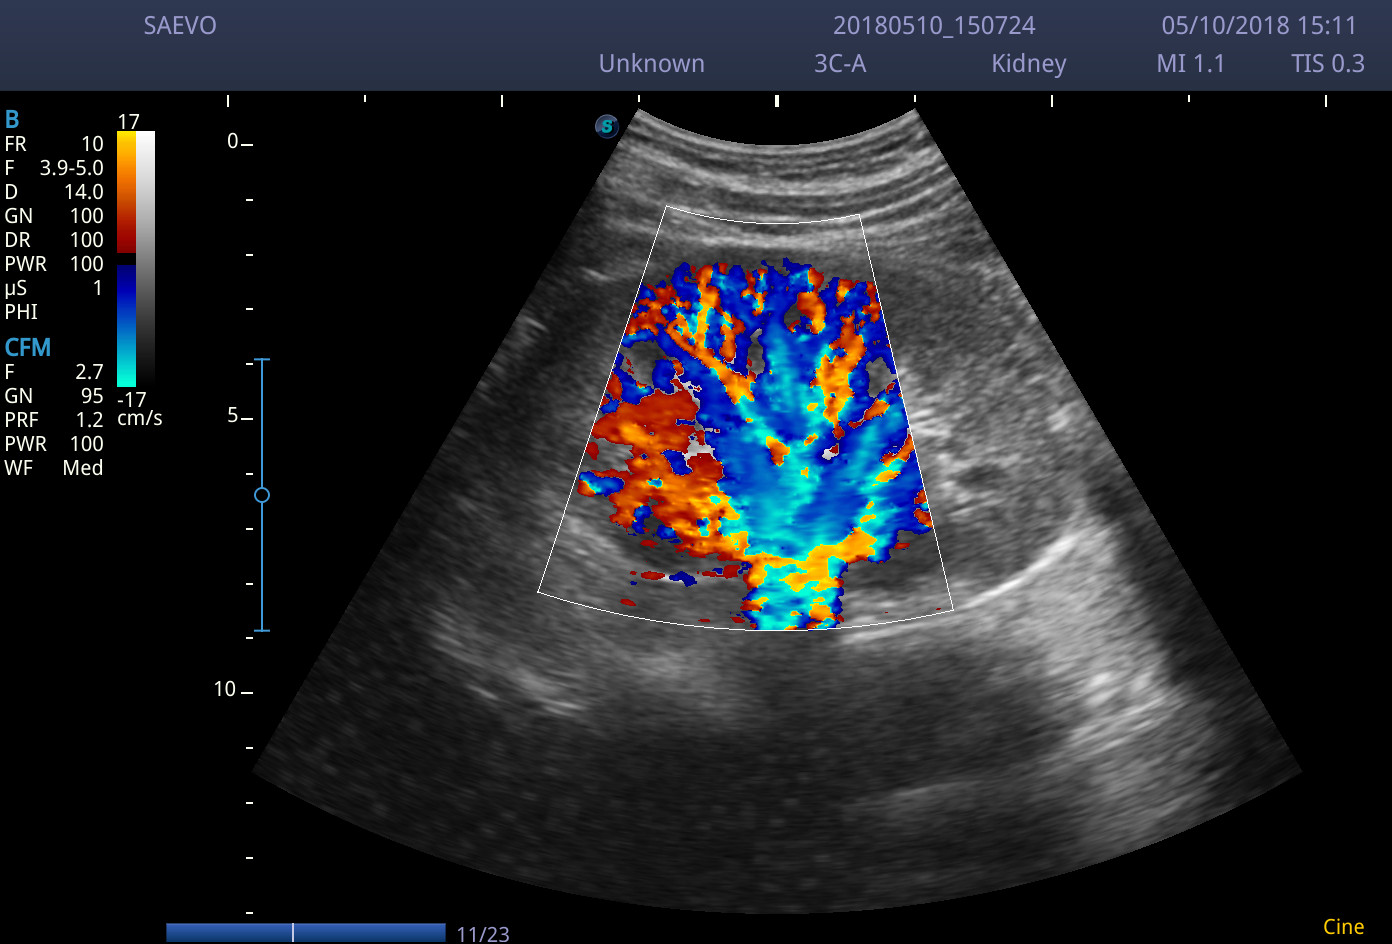 SAEVO 20180510_150724 05/10/2018 15:11
Unknown 3C-A Kidney MI 1.1 TIS 0.3
B
FR 10
F 3.9-5.0
D 14.0
GN 100
DR 100
PWR 100
µS 1
PHI
CFM
F 2.7
GN 95
PRF 1.2
PWR 100
WF Med
17
-17
cm/s
S
0
5
10
11/23
Cine